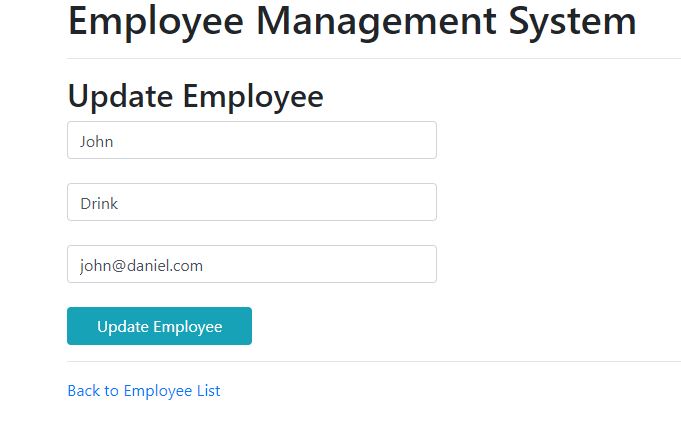 Employee Management System
Update Employee
John
Drink
john@daniel.com
Update Employee
Back to Employee List